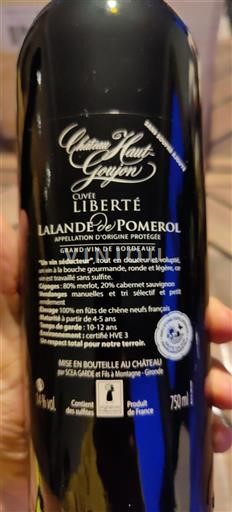 Château Haut-
Goujon
CUVÉE
LIBERTÉ
LALANDE de POMEROL
APPELLATION D'ORIGINE PROTÉGÉE
GRAND VIN DE BORDEAUX
"Un vin séducteur", tout en douceur et volupté,
un vin à la bouche gourmande, ronde et légère, ce
vin est travaillé sans sulfite.
Cépages : 80% merlot, 20% cabernet sauvignon
Vendanges manuelles et tri sélectif et petit
rendement
Elevage 100% en fûts de chêne neufs français
Maturité à partir de 4-5 ans
Temps de garde : 10-12 ans
: certifié HVE 3
Un respect total pour notre terroir.
MISE EN BOUTEILLE AU CHÂTEAU
par SCEA GARDE et Fils à Montagne - Gironde
% vol.
Contient
des sulfites
Produit
de France
750 ml